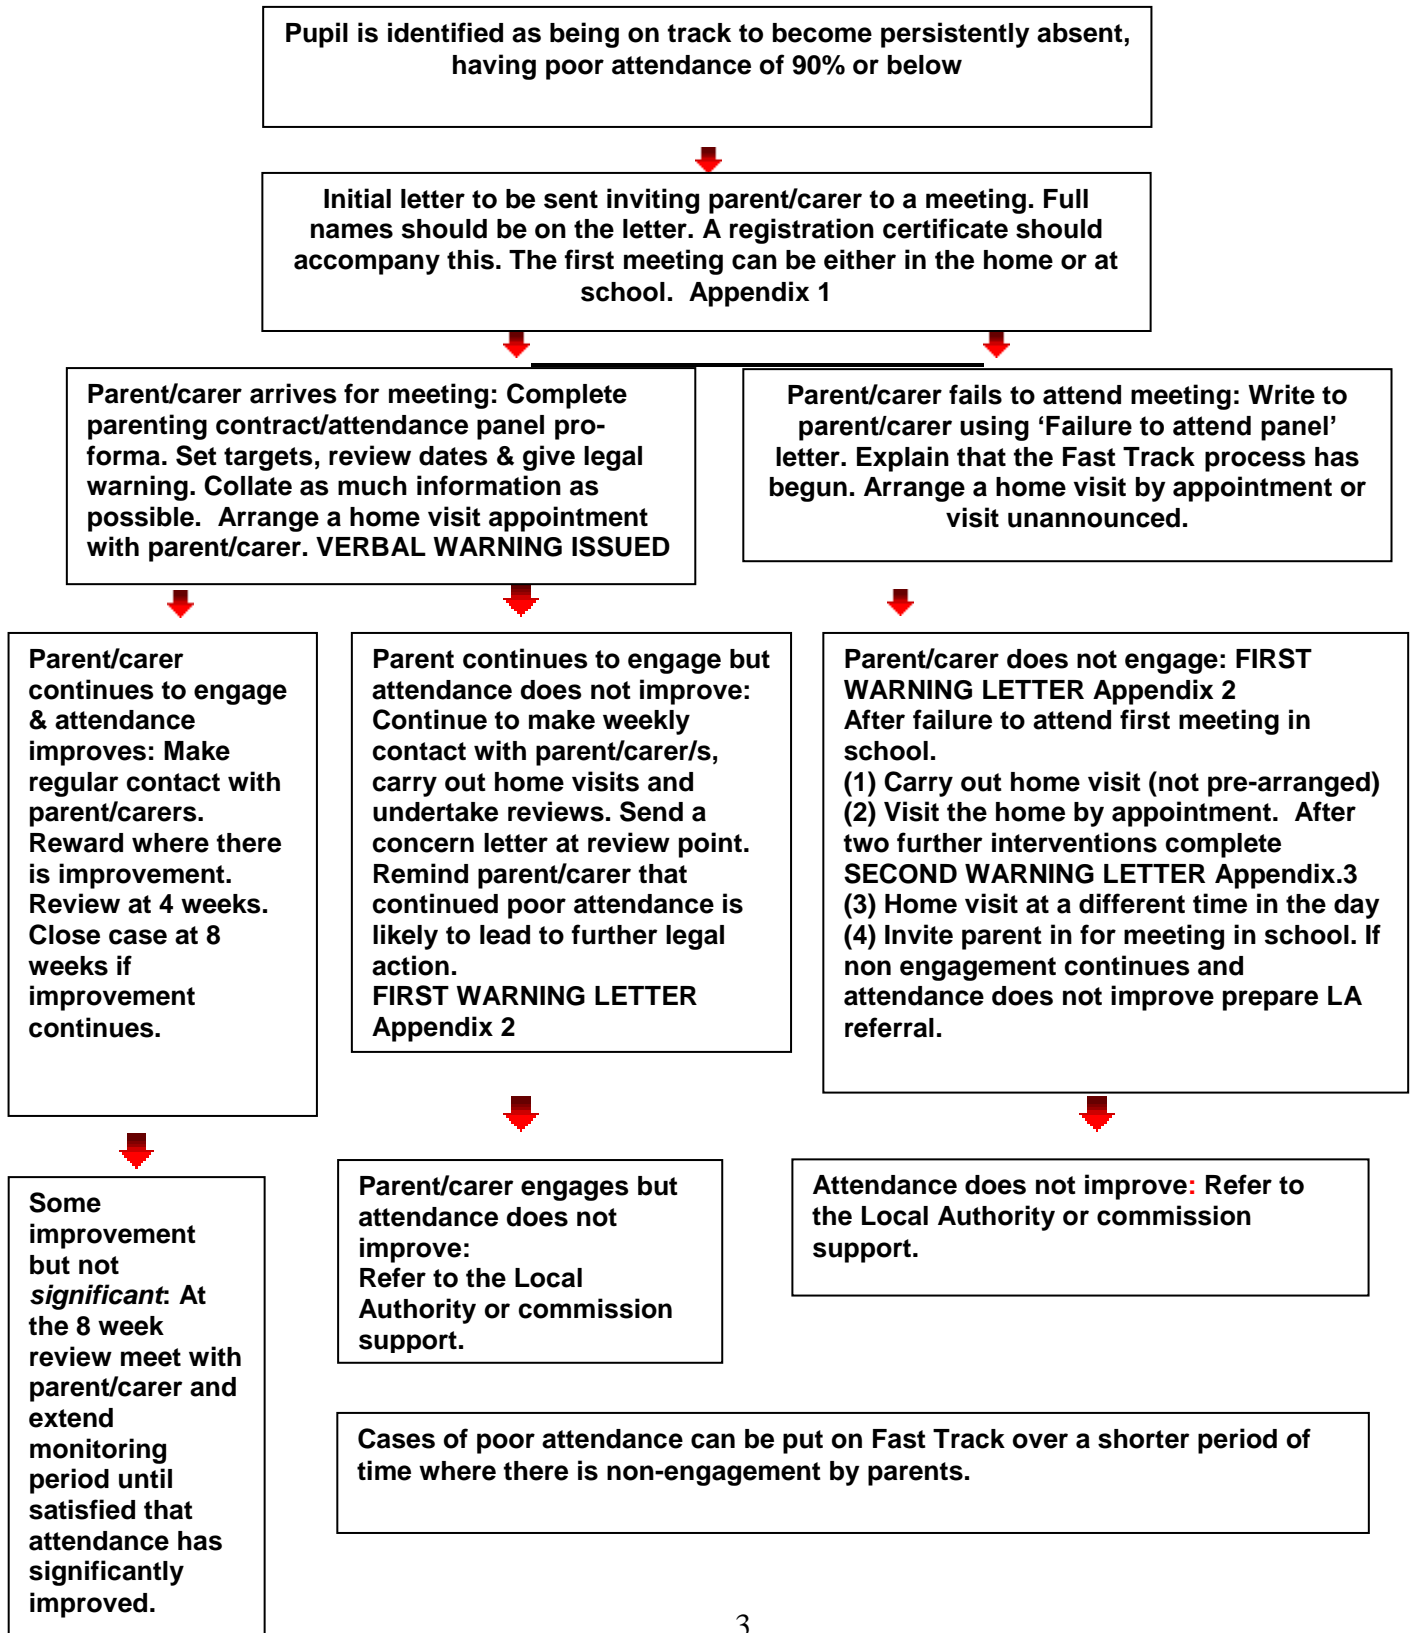 Pupil is identified as being on track to become persistently absent,
having poor attendance of 90% or below
Initial letter to be sent inviting parent/carer to a meeting. Full
names should be on the letter. A registration certificate should
accompany this. The first meeting can be either in the home or at
school.  Appendix 1
Parent/carer arrives for meeting: Complete
parenting contract/attendance panel pro-
forma. Set targets, review dates & give legal
warning. Collate as much information as
possible.  Arrange a home visit appointment
with parent/carer. VERBAL WARNING ISSUED
Parent/carer fails to attend meeting: Write to
parent/carer using ‘Failure to attend panel’
letter. Explain that the Fast Track process has
begun. Arrange a home visit by appointment or
visit unannounced.
Parent/carer
continues to engage
& attendance
improves: Make
regular contact with
parent/carers.
Reward where there
is improvement.
Review at 4 weeks.
Close case at 8
weeks if
improvement
continues.
Parent continues to engage but
attendance does not improve:
Continue to make weekly
contact with parent/carer/s,
carry out home visits and
undertake reviews. Send a
concern letter at review point.
Remind parent/carer that
continued poor attendance is
likely to lead to further legal
action.
FIRST WARNING LETTER
Appendix 2
Parent/carer does not engage: FIRST
WARNING LETTER Appendix 2
After failure to attend first meeting in
school.
(1) Carry out home visit (not pre-arranged)
(2) Visit the home by appointment.  After
two further interventions complete
SECOND WARNING LETTER Appendix.3
(3) Home visit at a different time in the day
(4) Invite parent in for meeting in school. If
non engagement continues and
attendance does not improve prepare LA
referral.
Some
improvement
but not
significant: At
the 8 week
review meet with
parent/carer and
extend
monitoring
period until
satisfied that
attendance has
significantly
improved.
Parent/carer engages but
attendance does not
improve:
Refer to the Local
Authority or commission
support.
Attendance does not improve: Refer to
the Local Authority or commission
support.
Cases of poor attendance can be put on Fast Track over a shorter period of
time where there is non-engagement by parents.
3